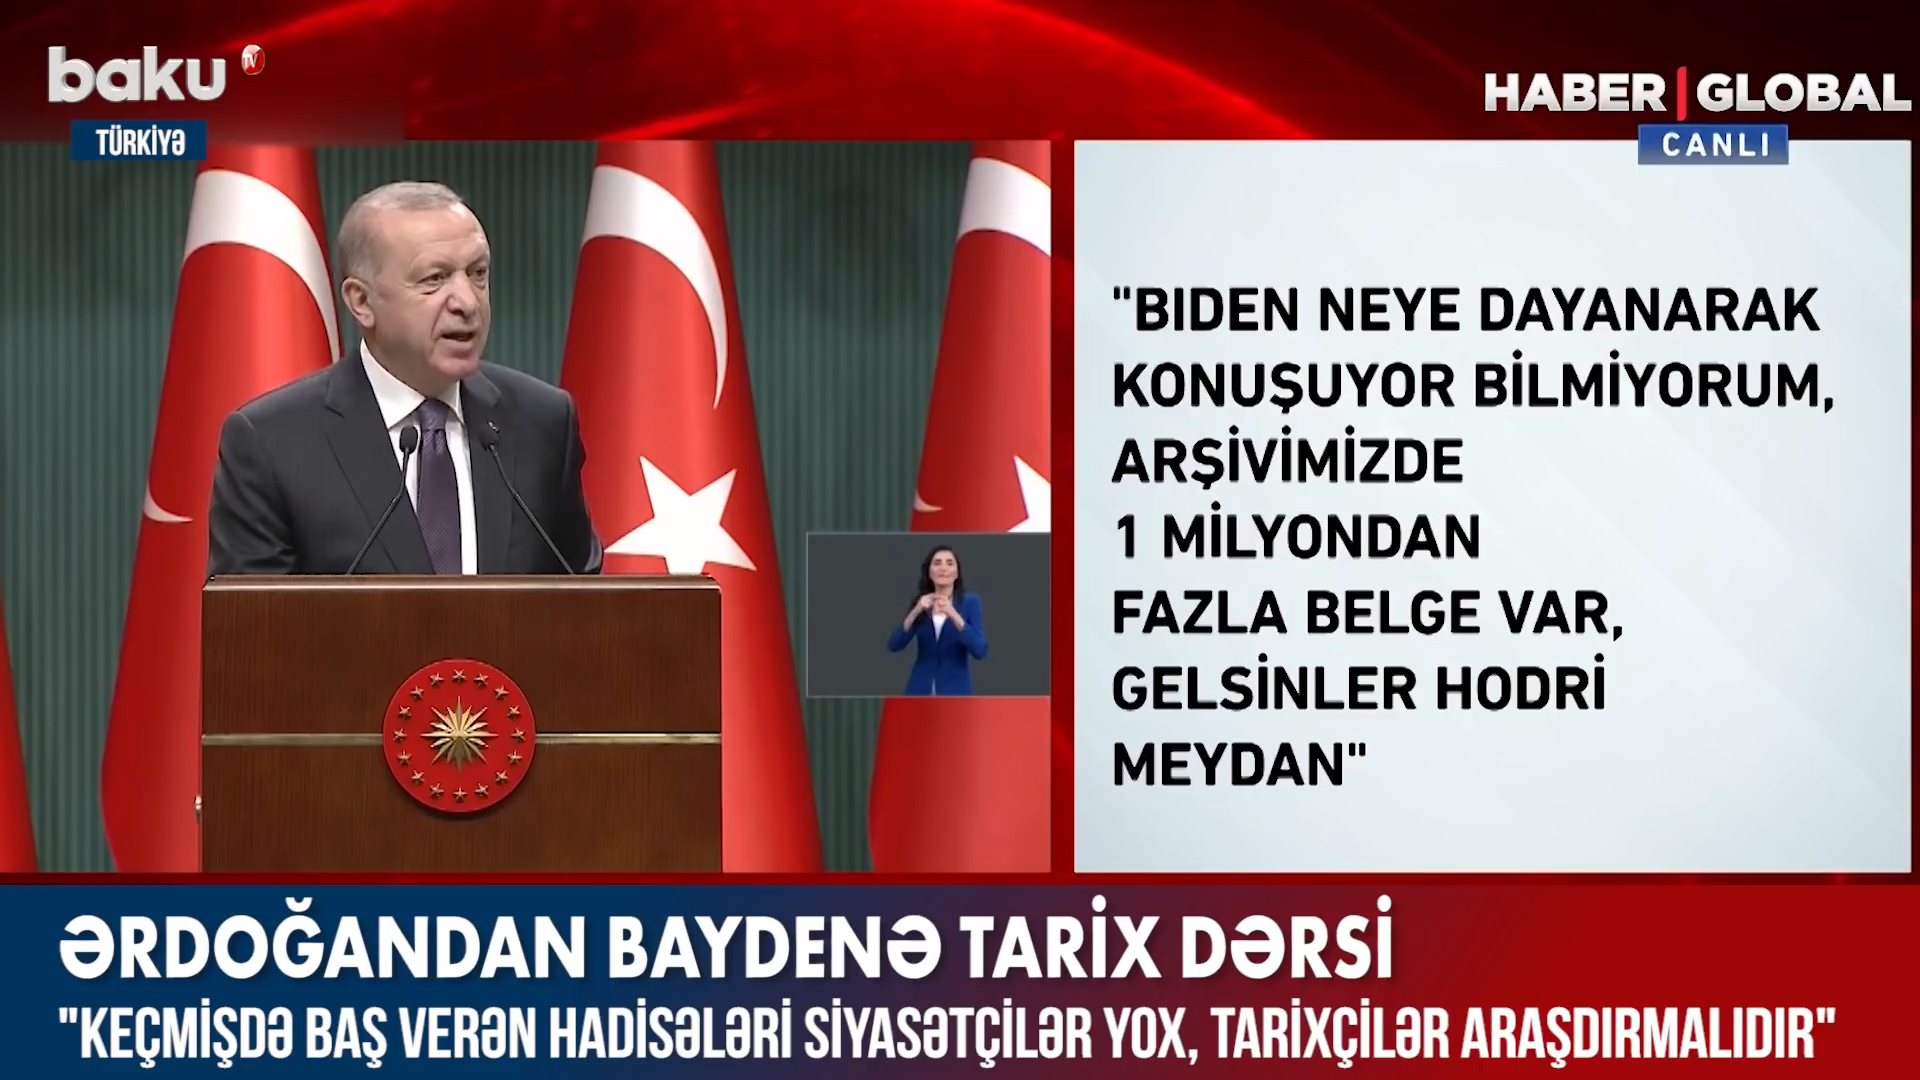 baku TV
TÜRKİYƏ
HABER GLOBAL
CANLI
"BIDEN NEYE DAYANARAK
KONUŞUYOR BİLMİYORUM,
ARŞİVİMİZDE
1 MİLYONDAN
FAZLA BELGE VAR,
GELSİNLER HODRİ
MEYDAN"
ƏRDOĞANDAN BAYDENƏ TARİX DƏRSİ
"KEÇMİŞDƏ BAŞ VERƏN HADİSƏLƏRİ SİYASƏTÇİLƏR YOX, TARİXÇİLƏR ARAŞDIRMALIDIR"